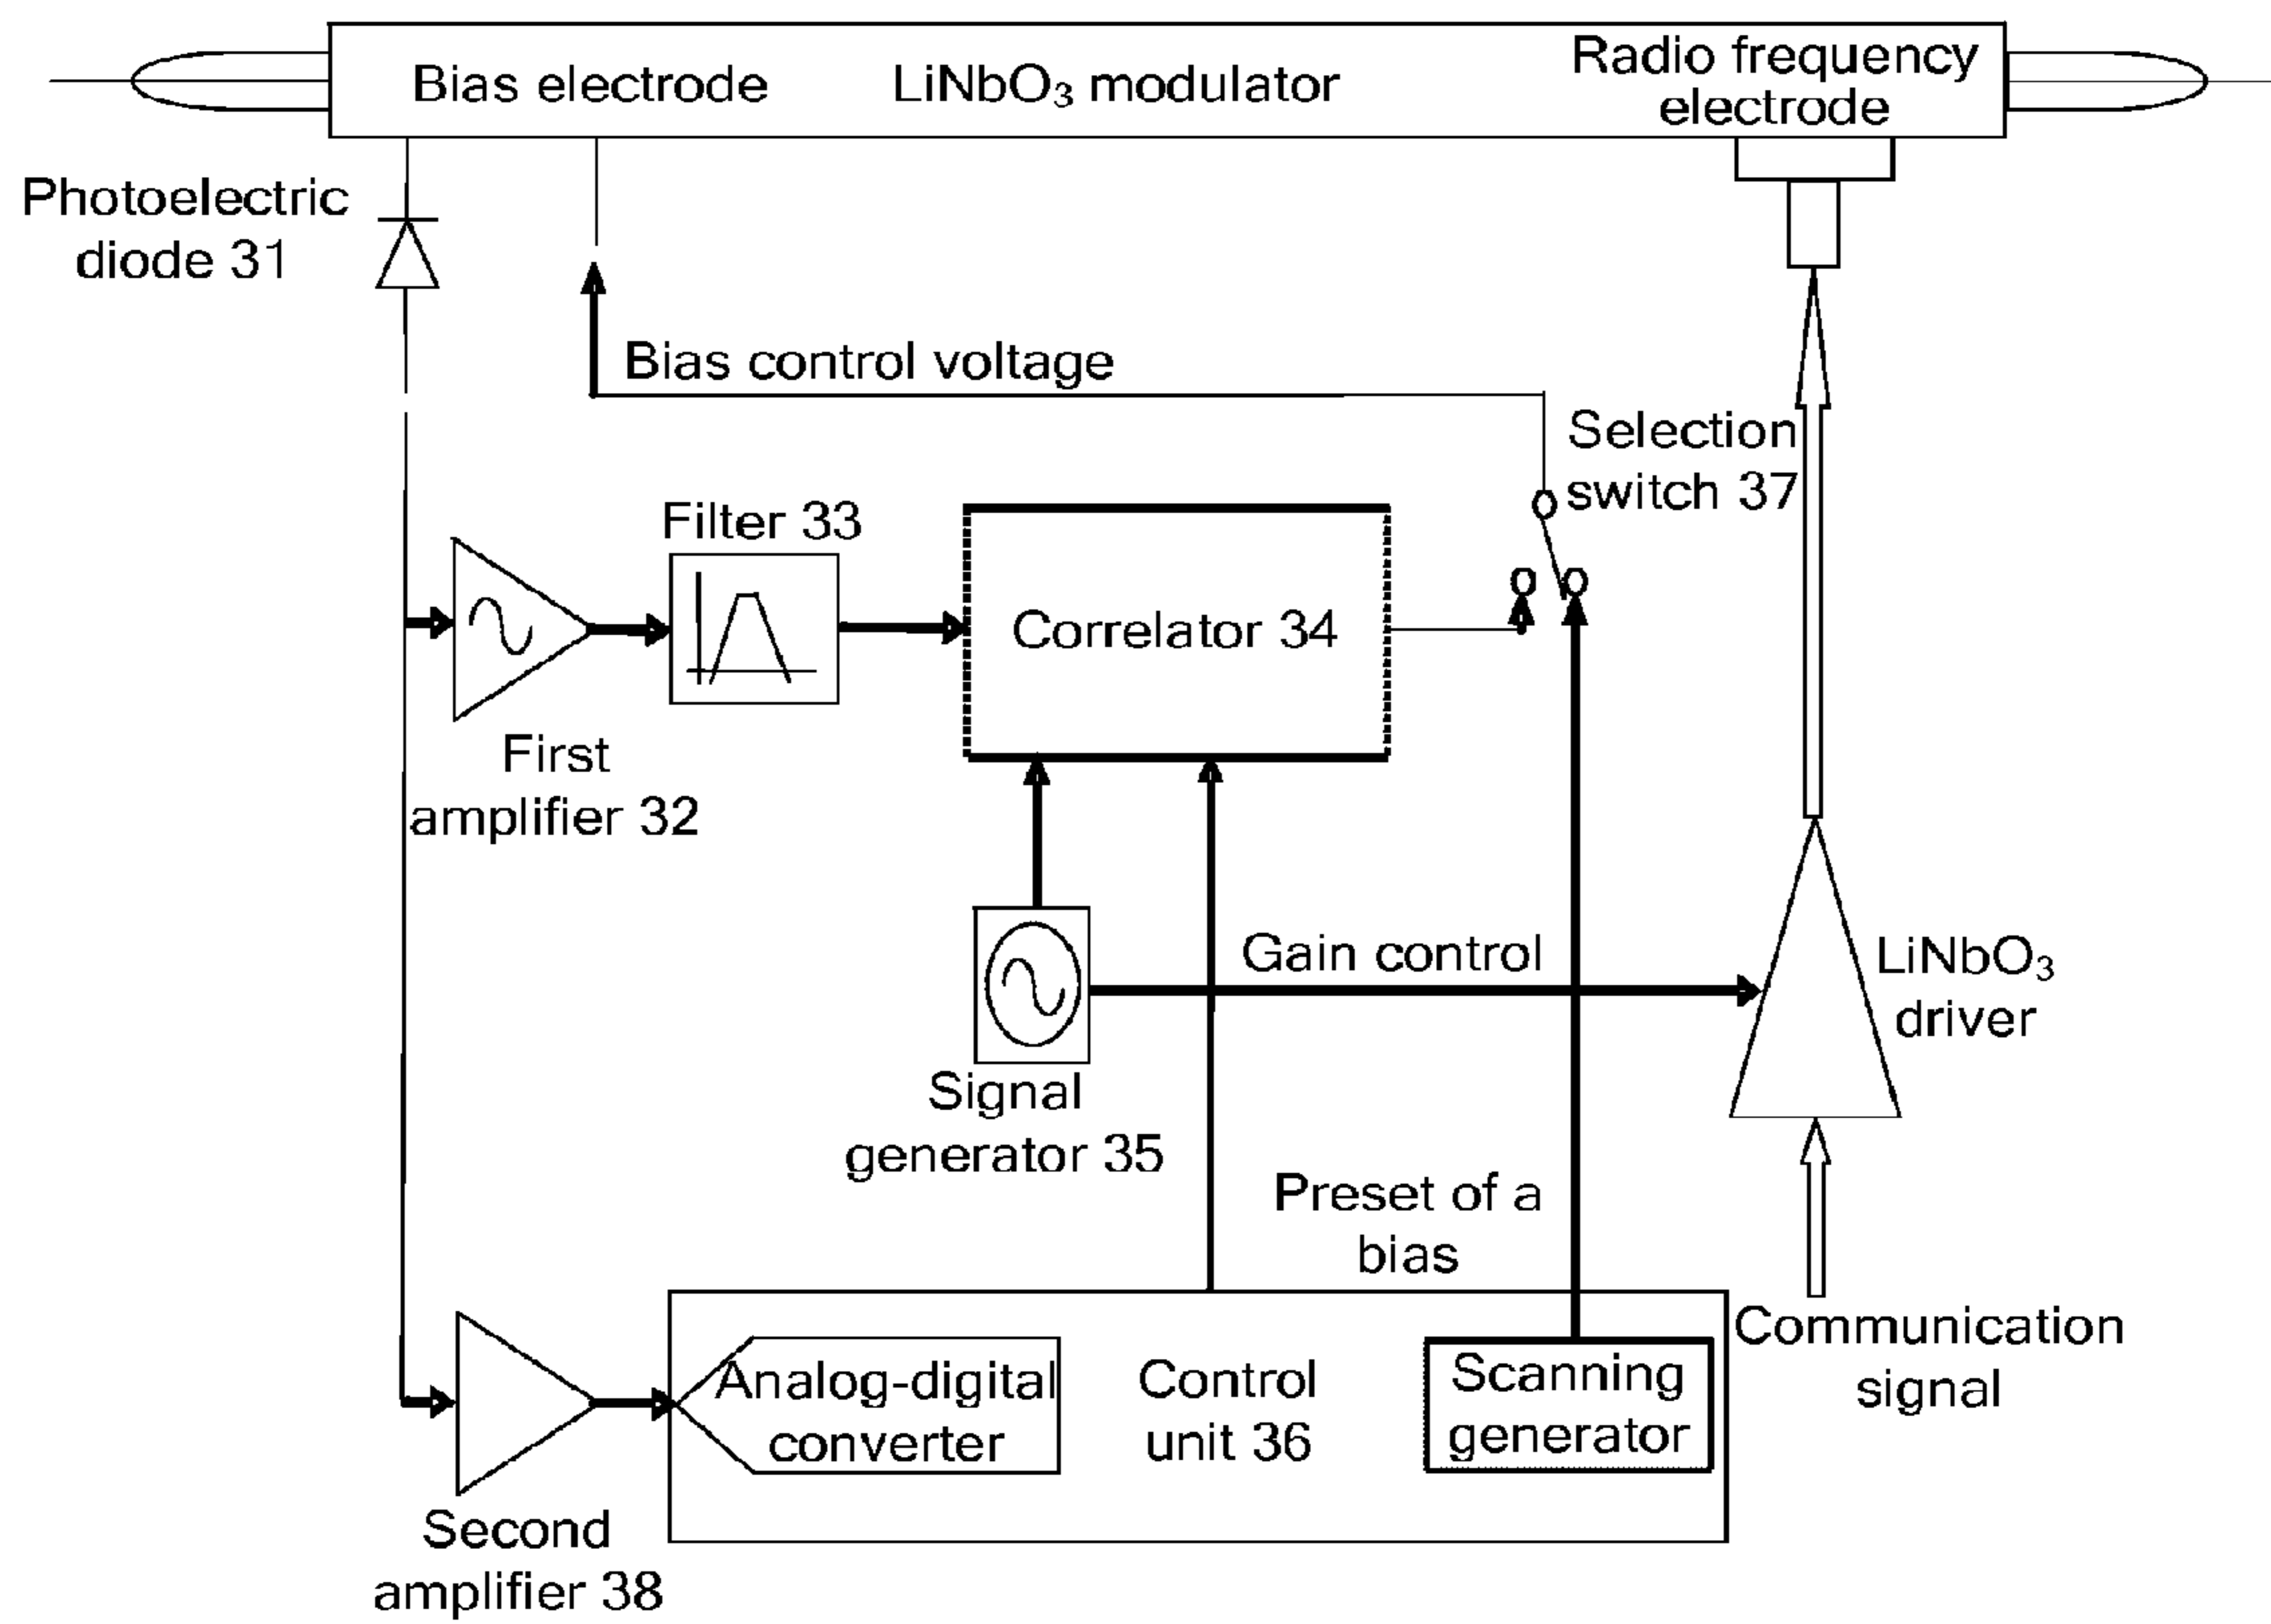 Bias electrode
LiNbO₃ modulator
Radio frequency
electrode
Photoelectric
diode 31
Bias control voltage
Selection
switch 37
Filter 33
Correlator 34
First
amplifier 32
Gain control
LiNbO₃
driver
Signal
generator 35
Preset of a
bias
Communication
signal
Analog-digital
converter
Control
unit 36
Scanning
generator
Second
amplifier 38